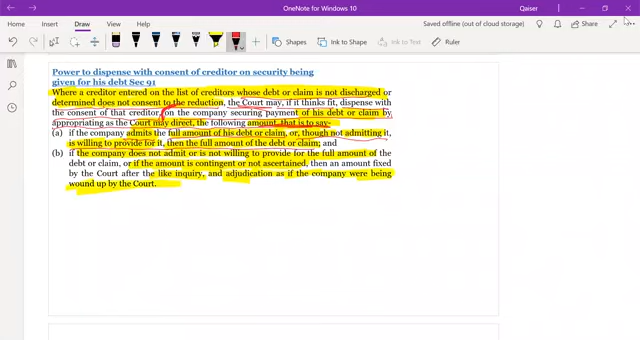 OneNote for Windows 10
Qaiser
File Home Insert Draw View Help
Saved offline (out of cloud storage)
Shapes Ink to Shape Ink to Math Ruler
Power to dispense with consent of creditor on security being
given for his debt Sec 91
Where a creditor entered on the list of creditors whose debt or claim is not discharged or
determined does not consent to the reduction, the Court may, if it thinks fit, dispense with
the consent of that creditor, on the company securing payment of his debt or claim by
appropriating as the Court may direct, the following amount, that is to say-
(a) if the company admits the full amount of his debt or claim, or, though not admitting it,
is willing to provide for it, then the full amount of the debt or claim; and
(b) if the company does not admit or is not willing to provide for the full amount of
the debt or claim, or if the amount is contingent or not ascertained, then an amount fixed
by the Court after the like inquiry, and adjudication as if the company were being
wound up by the Court.